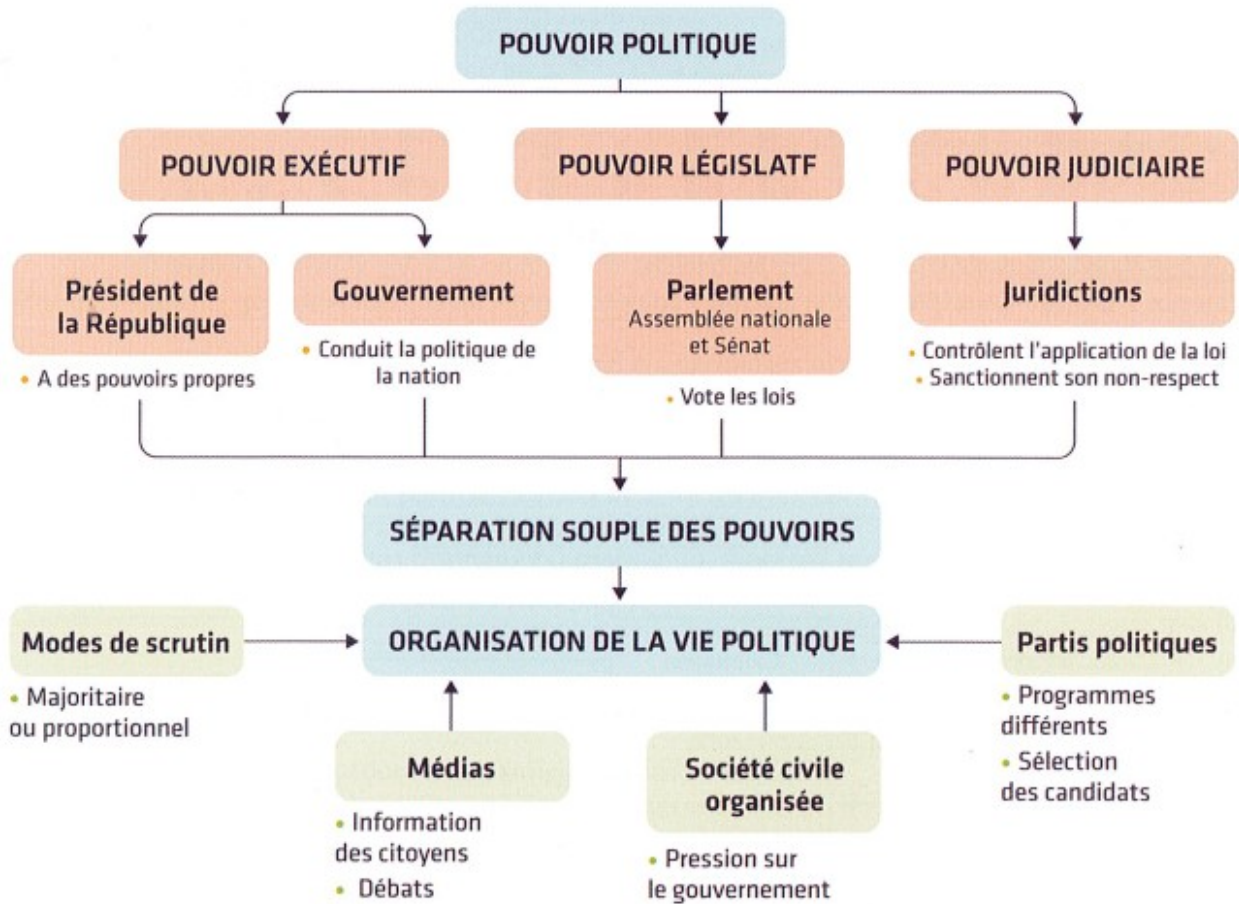 POUVOIR POLITIQUE
POUVOIR EXÉCUTIF
POUVOIR LÉGISLATF
POUVOIR JUDICIAIRE
Président de
la République
• A des pouvoirs propres
Gouvernement
• Conduit la politique de
la nation
Parlement
Assemblée nationale
et Sénat
• Vote les lois
Juridictions
• Contrôlent l'application de la loi
• Sanctionnent son non-respect
SÉPARATION SOUPLE DES POUVOIRS
ORGANISATION DE LA VIE POLITIQUE
Modes de scrutin
• Majoritaire
ou proportionnel
Médias
• Information
des citoyens
• Débats
Société civile
organisée
• Pression sur
le gouvernement
Partis politiques
• Programmes
différents
• Sélection
des candidats